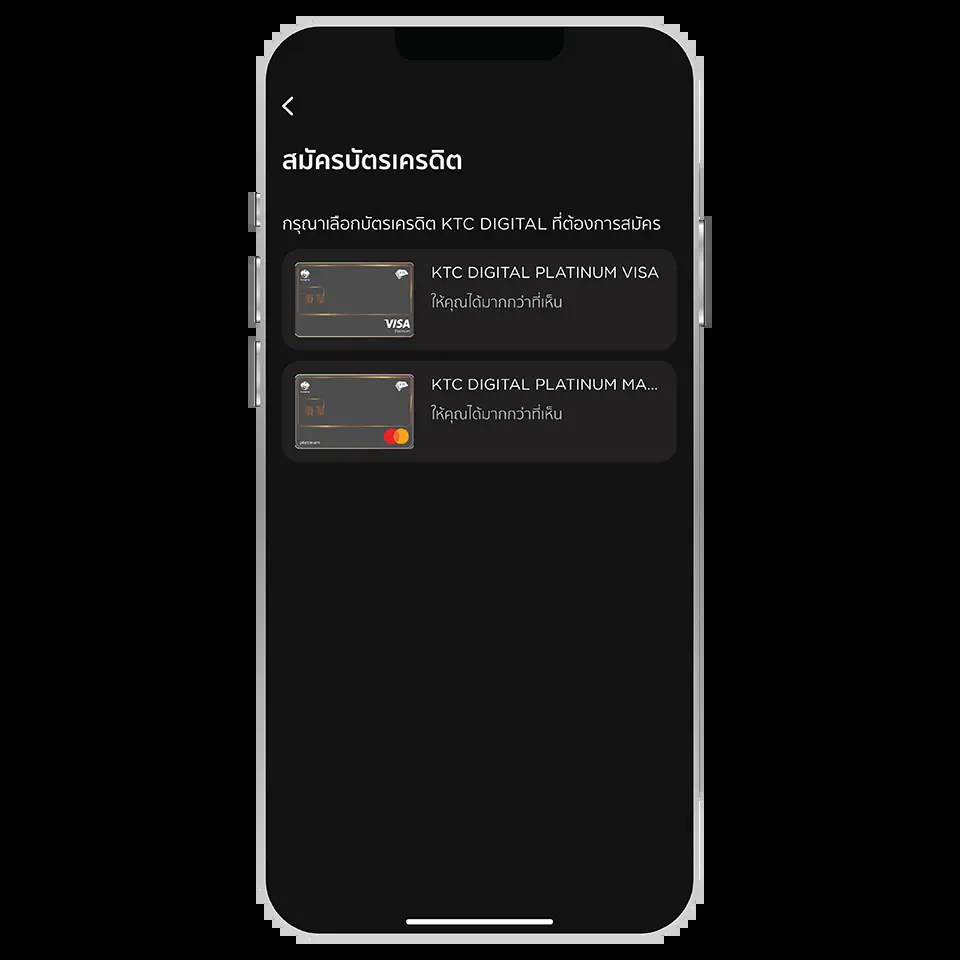 สมัครบัตรเครดิต
กรุณาเลือกบัตรเครดิต KTC DIGITAL ที่ต้องการสมัคร
KTC DIGITAL PLATINUM VISA
ให้คุณได้มากกว่าที่เห็น
VISA
Platinum
KTC DIGITAL PLATINUM MA...
ให้คุณได้มากกว่าที่เห็น
platinum